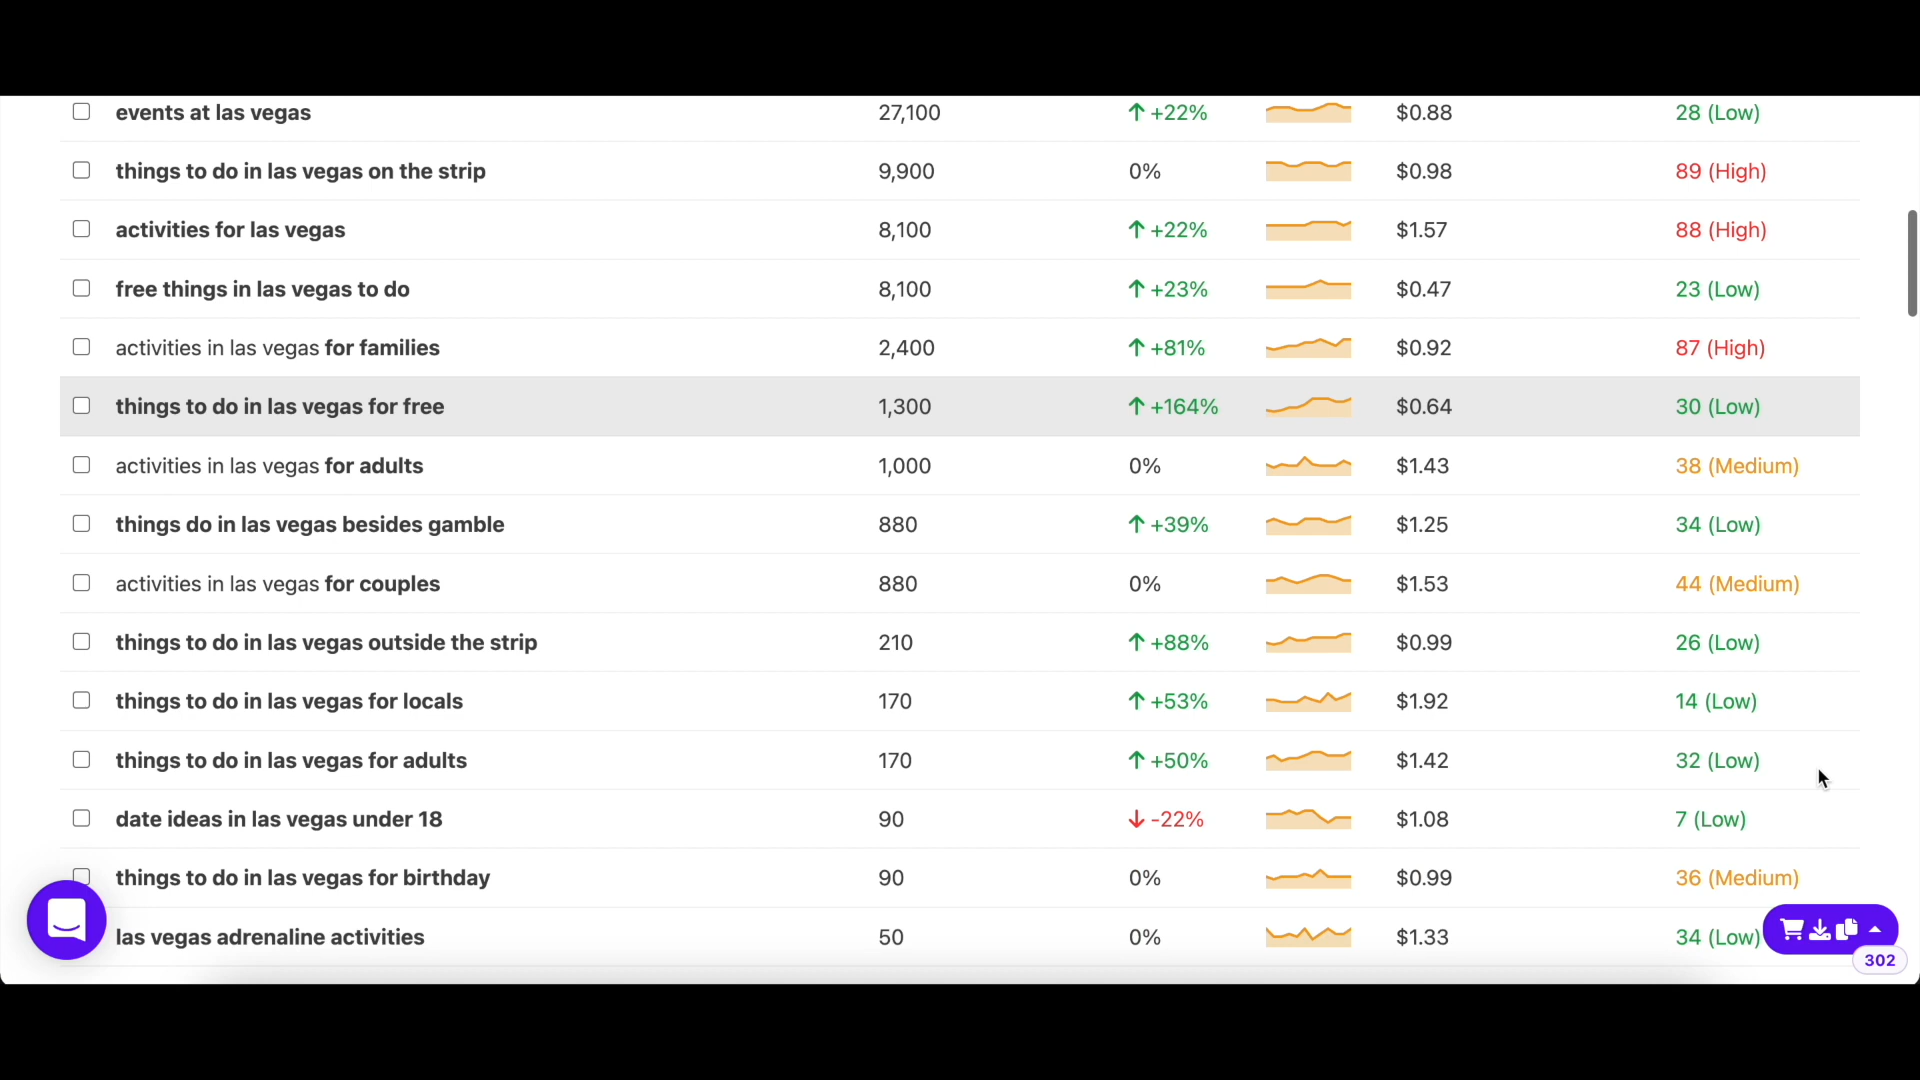 events at las vegas 27,100 +22% $0.88 28 (Low)
things to do in las vegas on the strip 9,900 0% $0.98 89 (High)
activities for las vegas 8,100 +22% $1.57 88 (High)
free things in las vegas to do 8,100 +23% $0.47 23 (Low)
activities in las vegas for families 2,400 +81% $0.92 87 (High)
things to do in las vegas for free 1,300 +164% $0.64 30 (Low)
activities in las vegas for adults 1,000 0% $1.43 38 (Medium)
things do in las vegas besides gamble 880 +39% $1.25 34 (Low)
activities in las vegas for couples 880 0% $1.53 44 (Medium)
things to do in las vegas outside the strip 210 +88% $0.99 26 (Low)
things to do in las vegas for locals 170 +53% $1.92 14 (Low)
things to do in las vegas for adults 170 +50% $1.42 32 (Low)
date ideas in las vegas under 18 90 -22% $1.08 7 (Low)
things to do in las vegas for birthday 90 0% $0.99 36 (Medium)
las vegas adrenaline activities 50 0% $1.33 34 (Low)
302